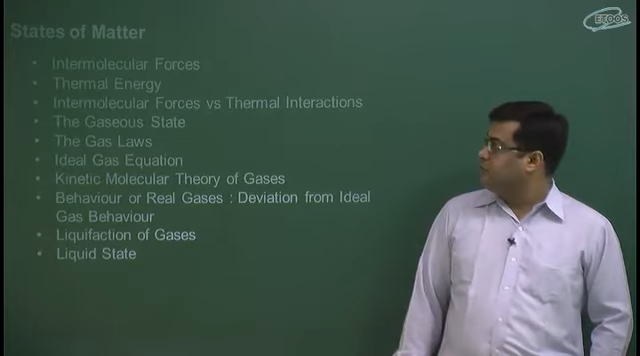 States of Matter
ETOOS
• Intermolecular Forces
• Thermal Energy
• Intermolecular Forces vs Thermal Interactions
• The Gaseous State
• The Gas Laws
• Ideal Gas Equation
• Kinetic Molecular Theory of Gases
• Behaviour or Real Gases : Deviation from Ideal
Gas Behaviour
• Liquifaction of Gases
• Liquid State